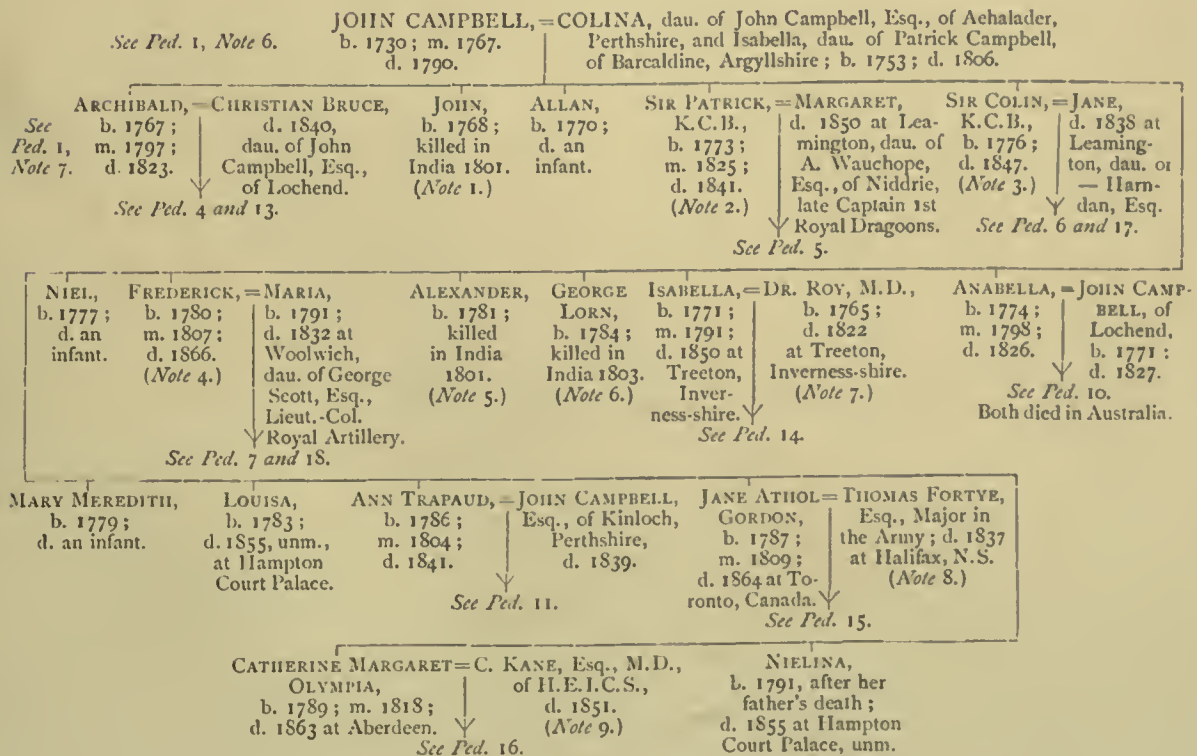 JOHN CAMPBELL, = COLINA, dau. of John Campbell, Esq., of Aehalader,
See Ped. 1, Note 6.
b. 1730 ; m. 1767.
d. 1790.
Perthshire, and Isabella, dau. of Patrick Campbell,
of Barcaldine, Argyllshire ; b. 1753 ; d. 1806.
See
Ped. 1,
Note 7.
ARCHIBALD, =
b. 1767 ;
m. 1797 ;
d. 1823.
CHRISTIAN BRUCE,
d. 1840,
dau. of John
Campbell, Esq.,
of Lochend.
See Ped. 4 and 13.
JOHN,
b. 1768 ;
killed in
India 1801.
(Note 1.)
ALLAN,
b. 1770 ;
d. an
infant.
SIR PATRICK, =
K.C.B.,
b. 1773 ;
m. 1825 ;
d. 1841.
(Note 2.)
MARGARET,
d. 1850 at Lea-
mington, dau. of
A. Wauchope,
Esq., of Niddrie,
late Captain 1st
Royal Dragoons.
See Ped. 5.
SIR COLIN, =
K.C.B.,
b. 1776 ;
d. 1847.
(Note 3.)
JANE,
d. 1838 at
Leaming-
ton, dau. or
— Harn-
dan, Esq.
See Ped. 6 and 17.
NIEL,
b. 1777 ;
d. an
infant.
FREDERICK, =
b. 1780 ;
m. 1807 ;
d. 1866.
(Note 4.)
MARIA,
b. 1791 ;
d. 1832 at
Woolwich,
dau. of George
Scott, Esq.,
Lieut.-Col.
Royal Artillery.
See Ped. 7 and 18.
ALEXANDER,
b. 1781 ;
killed
in India
1801.
(Note 5.)
GEORGE
LORN,
b. 1784 ;
killed in
India 1803.
(Note 6.)
ISABELLA, =
b. 1771 ;
m. 1791 ;
d. 1850 at
Treeton,
Inver-
ness-shire.
DR. ROY, M.D.,
b. 1765 ;
d. 1822
at Treeton,
Inverness-shire.
(Note 7.)
See Ped. 14.
ANABELLA, =
b. 1774 ;
m. 1798 ;
d. 1826.
JOHN CAMP-
BELL, of
Lochend,
b. 1771 :
d. 1827.
See Ped. 10.
Both died in Australia.
MARY MEREDITH,
b. 1779 ;
d. an infant.
LOUISA,
b. 1783 ;
d. 1855, unm.,
at Hampton
Court Palace.
ANN TRAPAUD, =
b. 1786 ;
m. 1804 ;
d. 1841.
JOHN CAMPBELL,
Esq., of Kinloch,
Perthshire,
d. 1839.
See Ped. 11.
JANE ATHOL =
GORDON,
b. 1787 ;
m. 1809 ;
d. 1864 at To-
ronto, Canada.
THOMAS FORTYE,
Esq., Major in
the Army ; d. 1837
at Halifax, N.S.
(Note 8.)
See Ped. 15.
CATHERINE MARGARET =
OLYMPIA,
b. 1789 ; m. 1818 ;
d. 1863 at Aberdeen.
C. KANE, Esq., M.D.,
of H.E.I.C.S.,
d. 1851.
(Note 9.)
See Ped. 16.
NIELINA,
b. 1791, after her
father's death ;
d. 1855 at Hampton
Court Palace, unm.